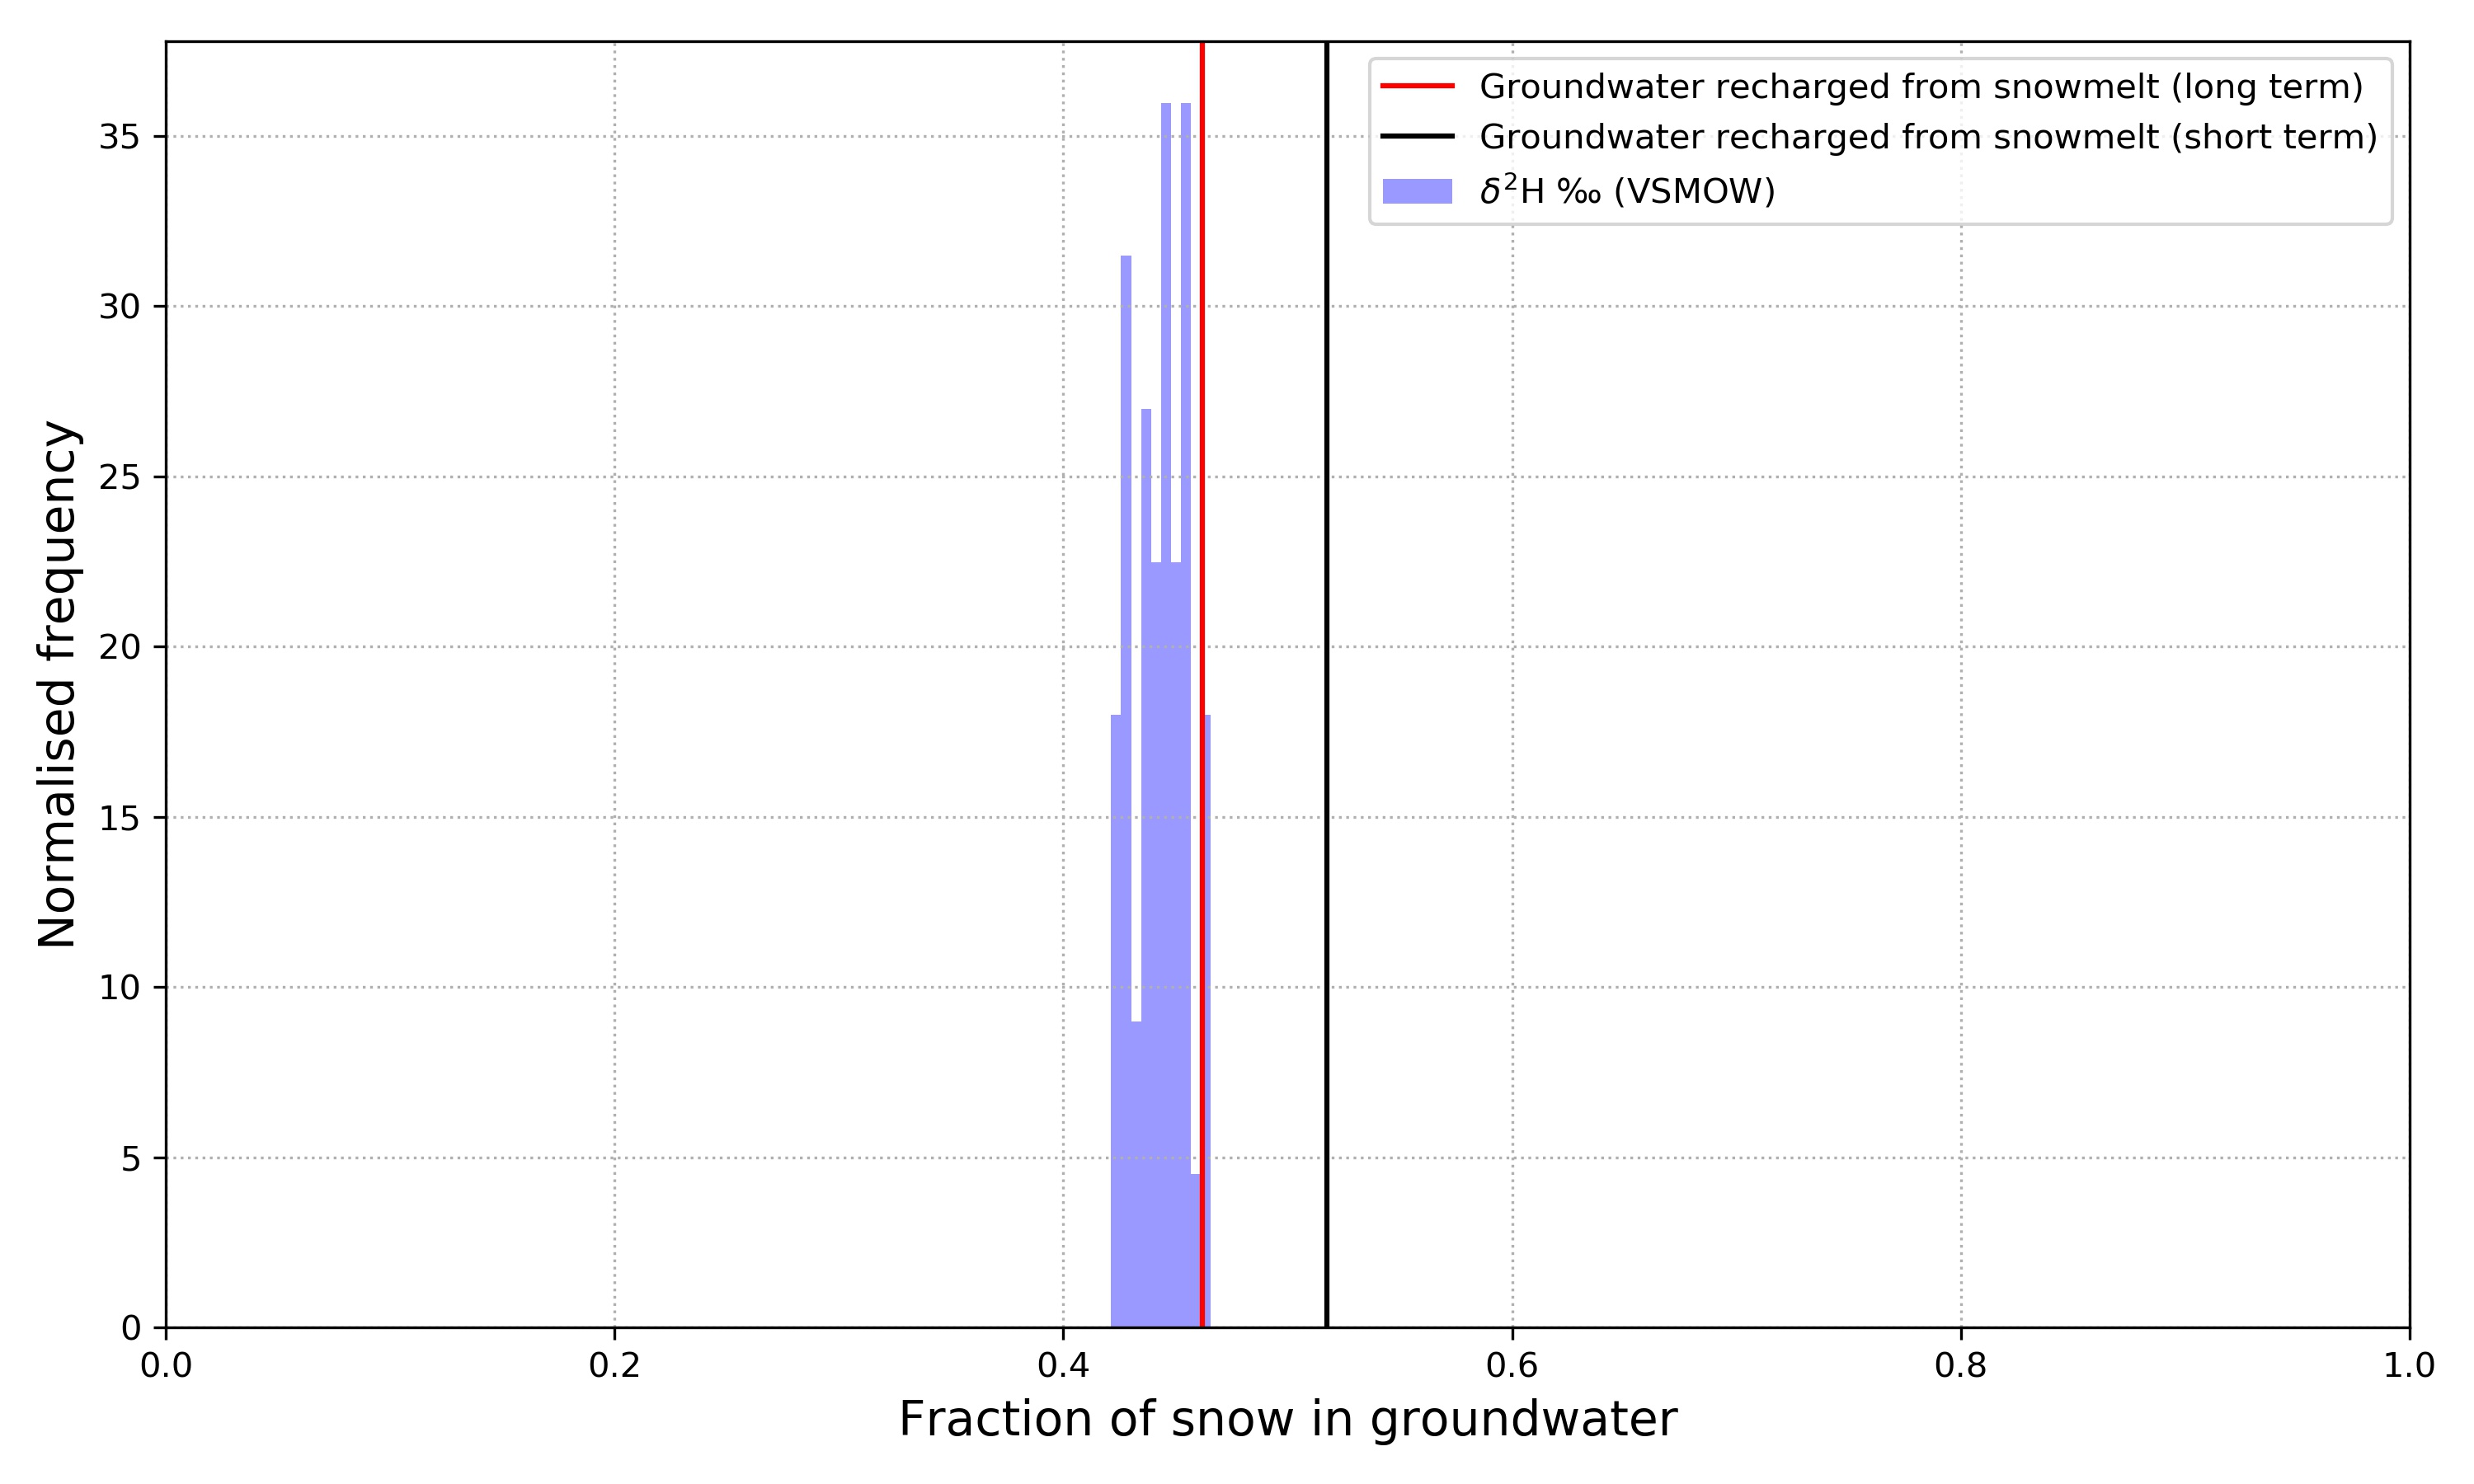 Groundwater recharged from snowmelt (long term)
Groundwater recharged from snowmelt (short term)
δ²H ‰ (VSMOW)
Normalised frequency
35
30
25
20
15
10
5
0
0.0 0.2 0.4 0.6 0.8 1.0
Fraction of snow in groundwater